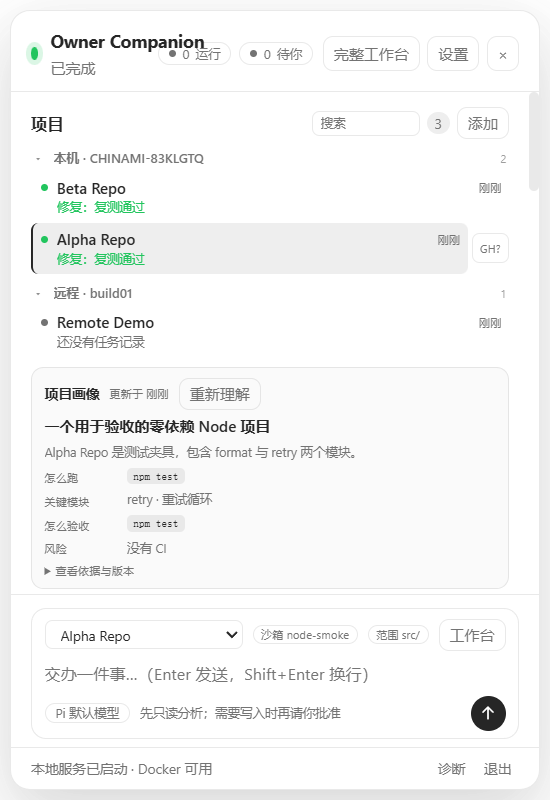 Owner Companion
已完成
0 运行
0 待你
完整工作台
设置
×
项目
搜索
3
添加
本机 · CHINAMI-83KLGTQ
2
Beta Repo
刚刚
修复：复测通过
Alpha Repo
刚刚
修复：复测通过
GH?
远程 · build01
1
Remote Demo
刚刚
还没有任务记录
项目画像 更新于 刚刚 重新理解
一个用于验收的零依赖 Node 项目
Alpha Repo 是测试夹具，包含 format 与 retry 两个模块。
怎么跑 npm test
关键模块 retry · 重试循环
怎么验收 npm test
风险 没有 CI
查看依据与版本
Alpha Repo
沙箱 node-smoke
范围 src/
工作台
交办一件事…（Enter 发送，Shift+Enter 换行）
Pi 默认模型
先只读分析；需要写入时再请你批准
本地服务已启动 · Docker 可用
诊断
退出